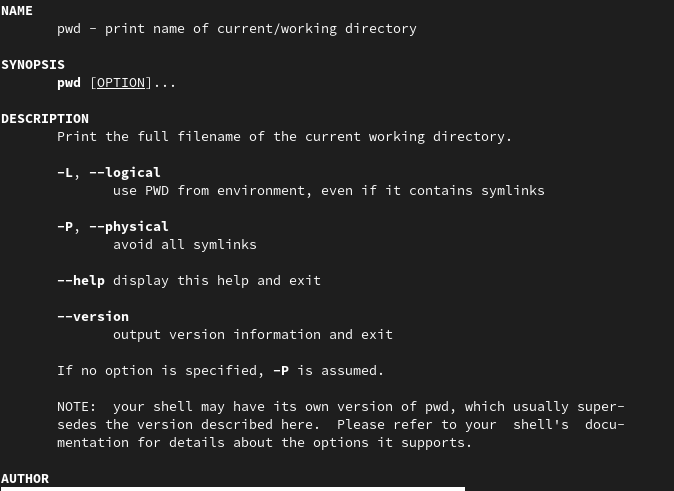 NAME
pwd - print name of current/working directory
SYNOPSIS
pwd [OPTION]...
DESCRIPTION
Print the full filename of the current working directory.
-L, --logical
use PWD from environment, even if it contains symlinks
-P, --physical
avoid all symlinks
--help display this help and exit
--version
output version information and exit
If no option is specified, -P is assumed.
NOTE:  your shell may have its own version of pwd, which usually super-
sedes the version described here.  Please refer to your  shell's  docu-
mentation for details about the options it supports.
AUTHOR